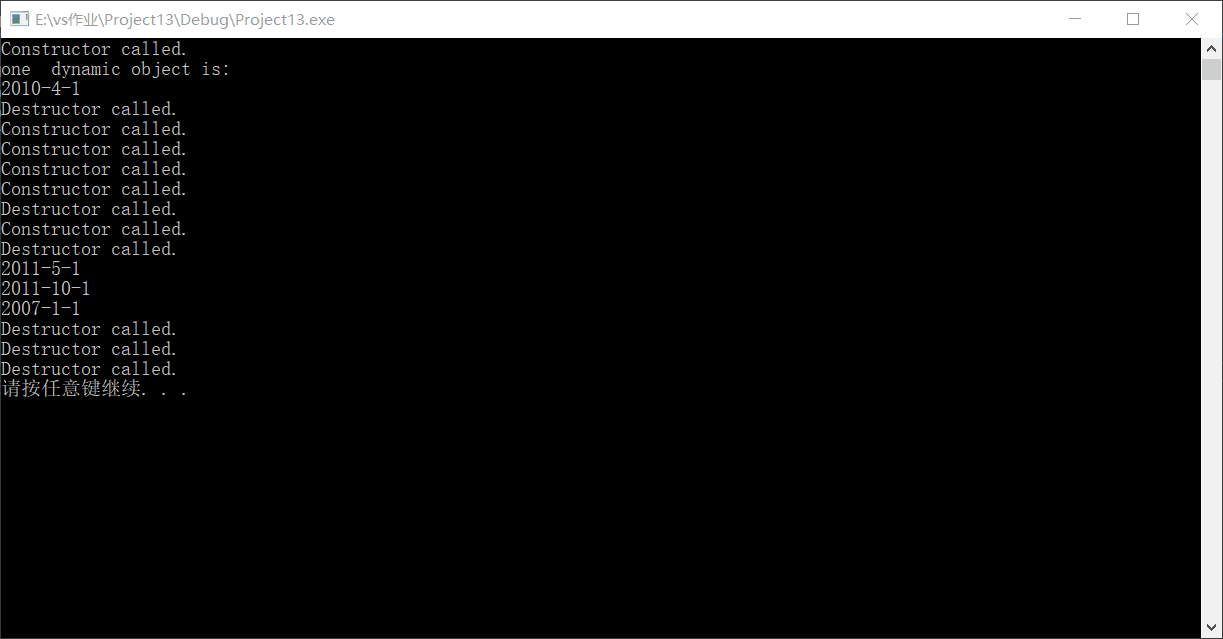 E:\vs作业\Project13\Debug\Project13.exe
Constructor called.
one  dynamic object is:
2010-4-1
Destructor called.
Constructor called.
Constructor called.
Constructor called.
Constructor called.
Destructor called.
Constructor called.
Destructor called.
2011-5-1
2011-10-1
2007-1-1
Destructor called.
Destructor called.
Destructor called.
请按任意键继续. . .